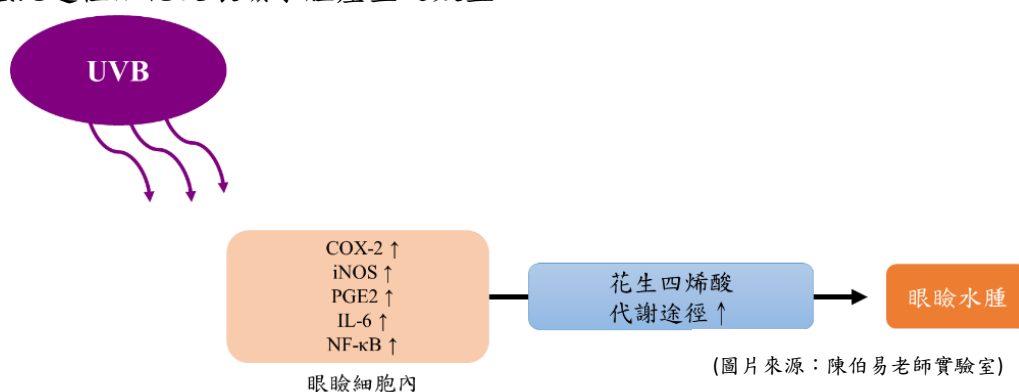 UVB
COX-2 ↑
iNOS ↑
PGE2 ↑
IL-6 ↑
NF-κB ↑
眼瞼細胞內
花生四烯酸
代謝途徑↑
眼瞼水腫
(圖片來源：陳伯易老師實驗室)